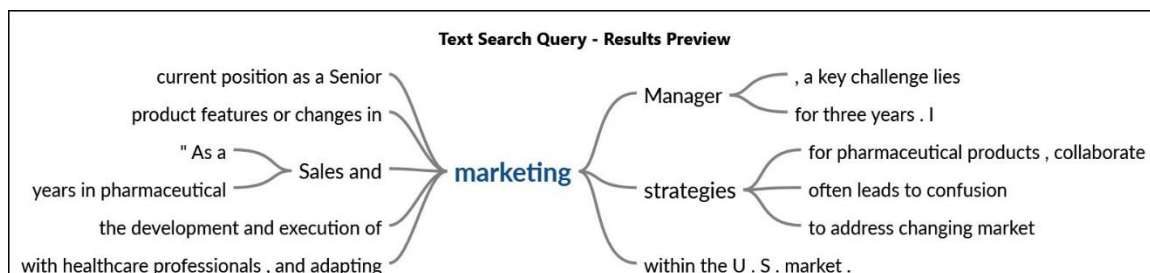 Text Search Query - Results Preview
current position as a Senior
product features or changes in
" As a
years in pharmaceutical
Sales and
the development and execution of
with healthcare professionals , and adapting
marketing
Manager
, a key challenge lies
for three years . I
strategies
for pharmaceutical products , collaborate
often leads to confusion
to address changing market
within the U . S . market .